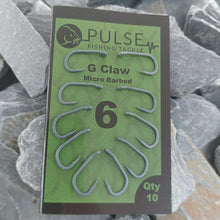 PULSE
FISHING TACKLE
G Claw
Micro Barbed
6
Qty
10